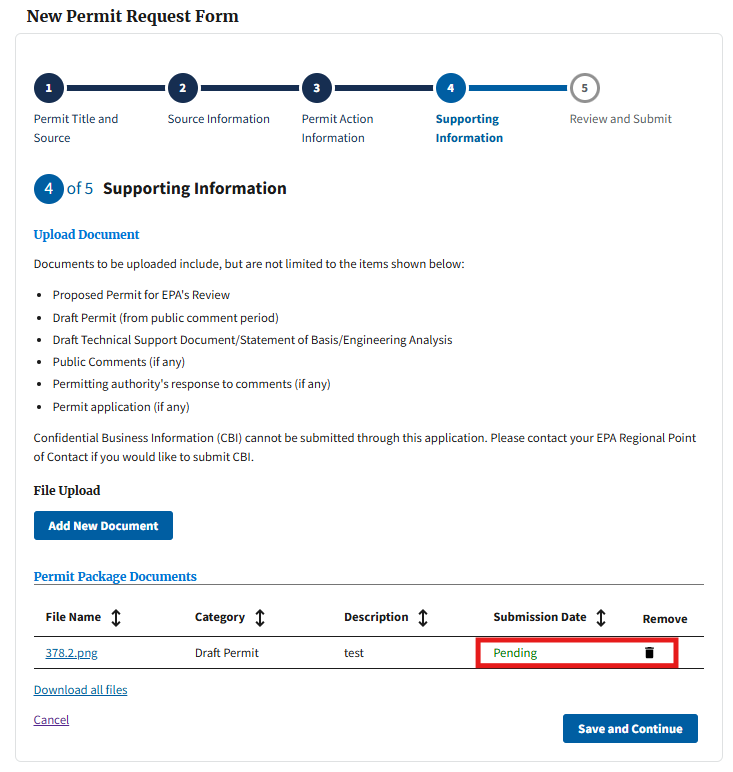 New Permit Request Form
1 2 3 4 5
Permit Title and Source
Source Information
Permit Action Information
Supporting Information
Review and Submit
4 of 5 Supporting Information
Upload Document
Documents to be uploaded include, but are not limited to the items shown below:
• Proposed Permit for EPA's Review
• Draft Permit (from public comment period)
• Draft Technical Support Document/Statement of Basis/Engineering Analysis
• Public Comments (if any)
• Permitting authority's response to comments (if any)
• Permit application (if any)
Confidential Business Information (CBI) cannot be submitted through this application. Please contact your EPA Regional Point
of Contact if you would like to submit CBI.
File Upload
Add New Document
Permit Package Documents
File Name Category Description Submission Date Remove
378.2.png Draft Permit test Pending
Download all files
Cancel
Save and Continue